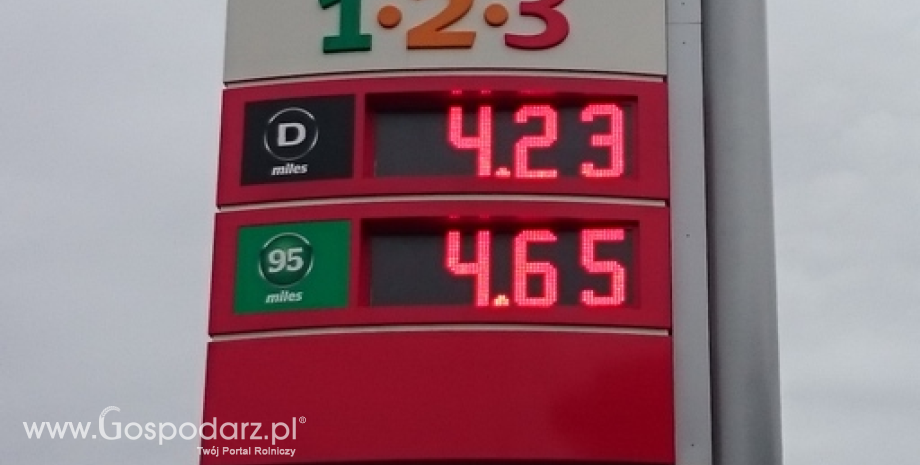 1·2·3
D
miles
4.23
95
miles
4.65
www.Gospodarz.pl®
Twój Portal Rolniczy